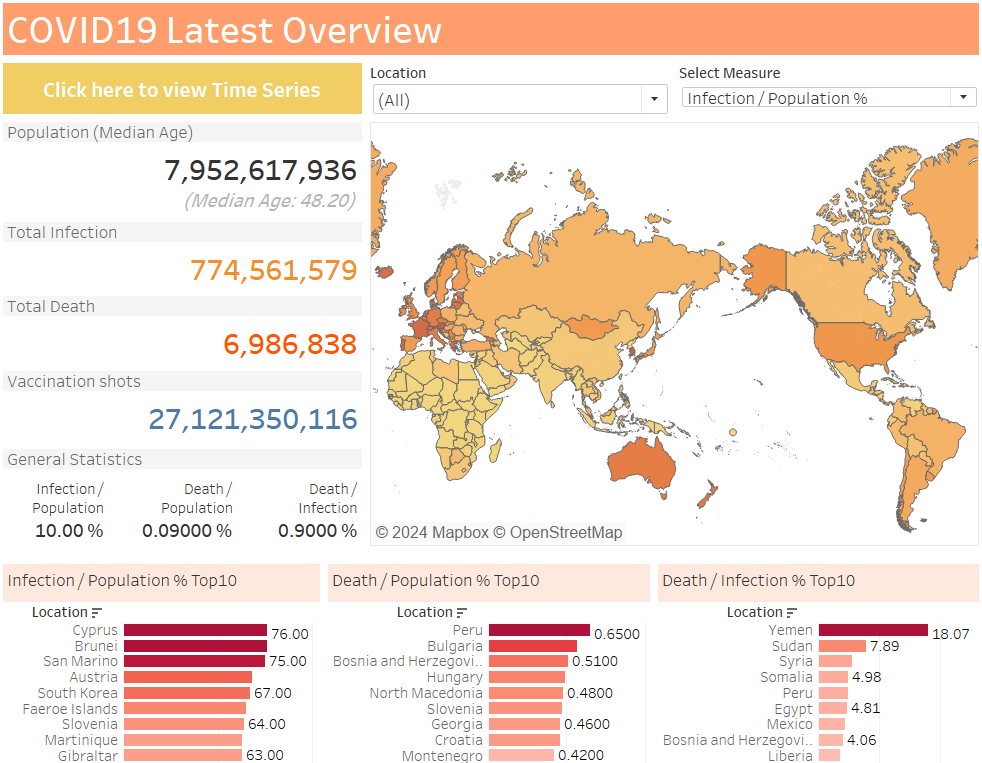 COVID19 Latest Overview
Click here to view Time Series
Location
(All)
Select Measure
Infection / Population %
Population (Median Age)
7,952,617,936
(Median Age: 48.20)
Total Infection
774,561,579
Total Death
6,986,838
Vaccination shots
27,121,350,116
General Statistics
Infection /
Population
10.00 %
Death /
Population
0.09000 %
Death /
Infection
0.9000 %
© 2024 Mapbox © OpenStreetMap
Infection / Population % Top10
Location
Cyprus 76.00
Brunei
San Marino 75.00
Austria
South Korea 67.00
Faeroe Islands
Slovenia 64.00
Martinique
Gibraltar 63.00
Death / Population % Top10
Location
Peru 0.6500
Bulgaria
Bosnia and Herzegovi.. 0.5100
Hungary
North Macedonia 0.4800
Slovenia
Georgia 0.4600
Croatia
Montenegro 0.4200
Death / Infection % Top10
Location
Yemen 18.07
Sudan 7.89
Syria
Somalia 4.98
Peru
Egypt 4.81
Mexico
Bosnia and Herzegovi.. 4.06
Liberia